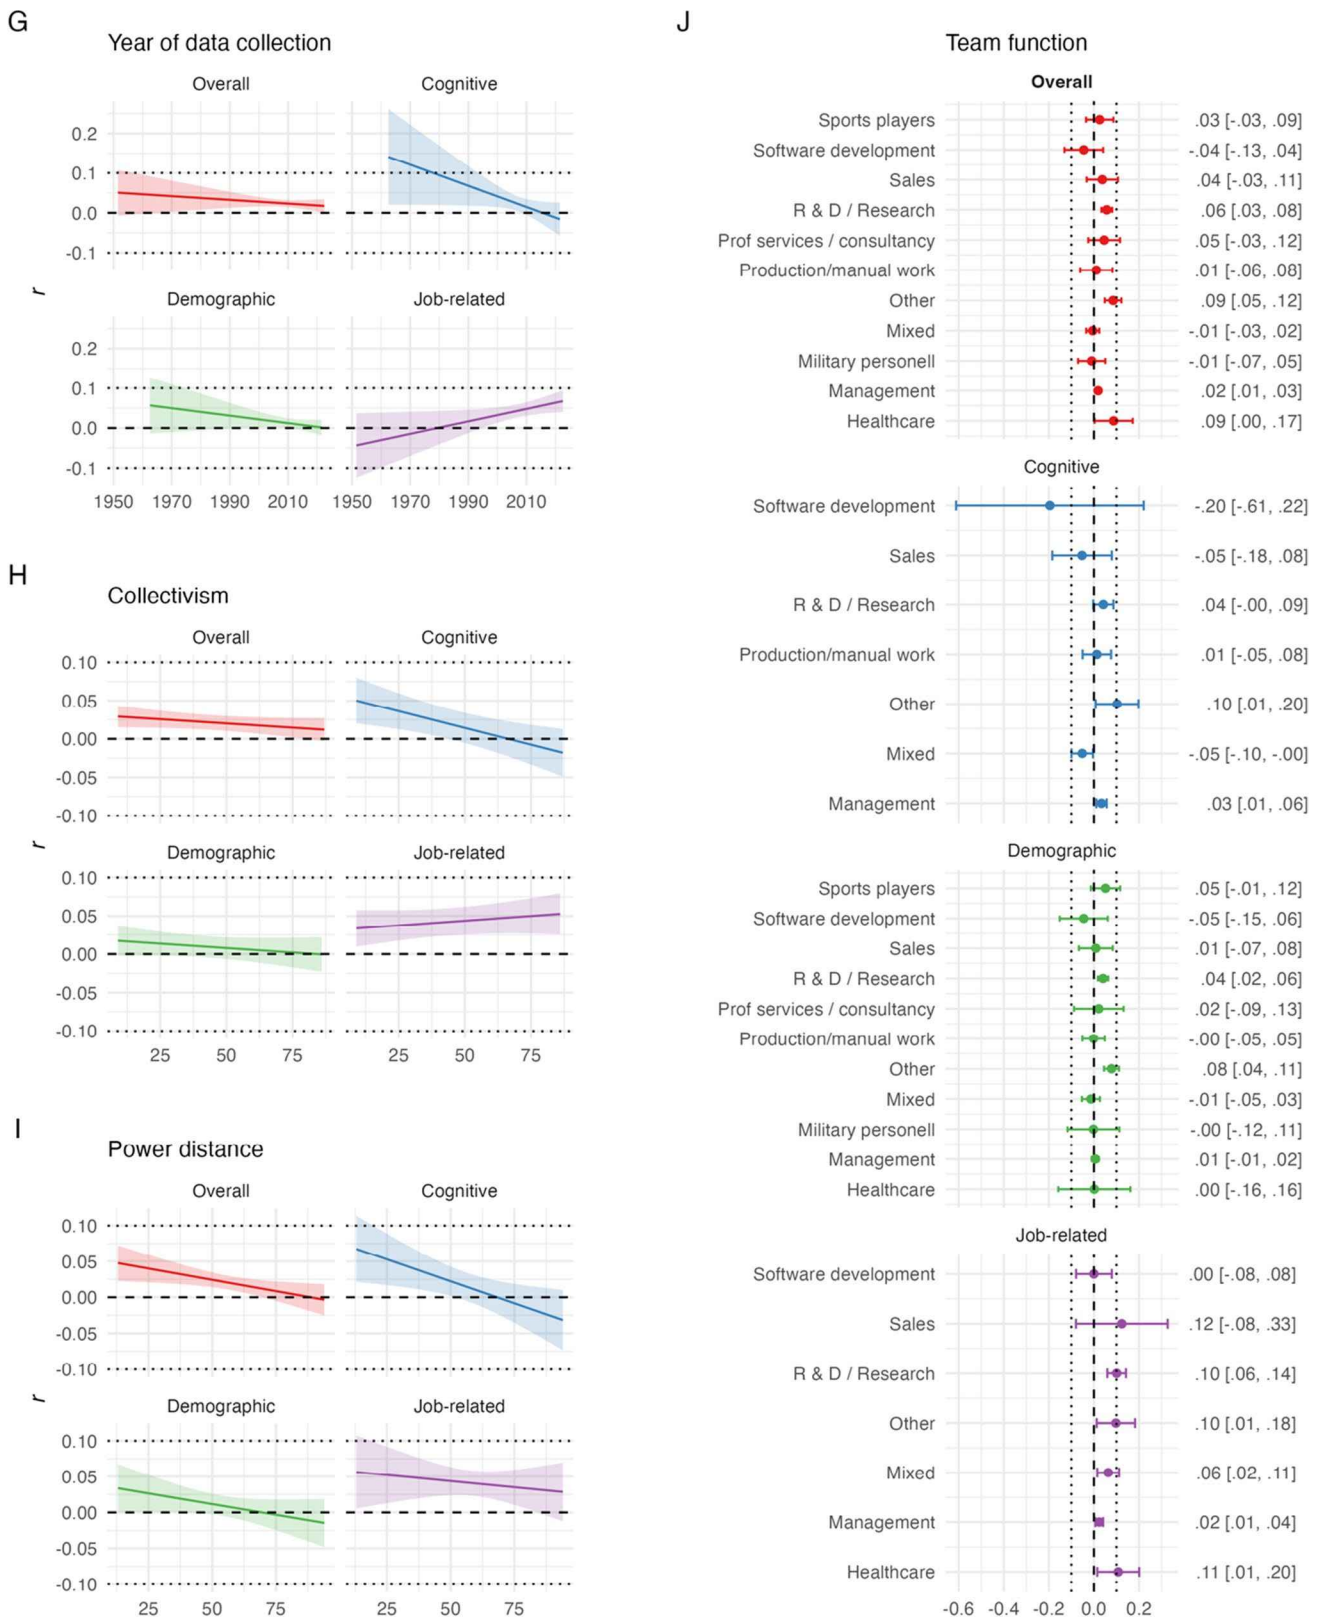 G
Year of data collection
Overall
Cognitive
0.2
0.1
0.0
-0.1
r
Demographic
Job-related
0.2
0.1
0.0
-0.1
1950 1970 1990 2010 1950 1970 1990 2010
H
Collectivism
Overall
Cognitive
0.10
0.05
0.00
-0.05
-0.10
r
Demographic
Job-related
0.10
0.05
0.00
-0.05
-0.10
25 50 75 25 50 75
I
Power distance
Overall
Cognitive
0.10
0.05
0.00
-0.05
-0.10
r
Demographic
Job-related
0.10
0.05
0.00
-0.05
-0.10
25 50 75 25 50 75
J
Team function
Overall
Sports players .03 [-.03, .09]
Software development -.04 [-.13, .04]
Sales .04 [-.03, .11]
R & D / Research .06 [.03, .08]
Prof services / consultancy .05 [-.03, .12]
Production/manual work .01 [-.06, .08]
Other .09 [.05, .12]
Mixed -.01 [-.03, .02]
Military personell -.01 [-.07, .05]
Management .02 [.01, .03]
Healthcare .09 [.00, .17]
Cognitive
Software development -.20 [-.61, .22]
Sales -.05 [-.18, .08]
R & D / Research .04 [-.00, .09]
Production/manual work .01 [-.05, .08]
Other .10 [.01, .20]
Mixed -.05 [-.10, -.00]
Management .03 [.01, .06]
Demographic
Sports players .05 [-.01, .12]
Software development -.05 [-.15, .06]
Sales .01 [-.07, .08]
R & D / Research .04 [.02, .06]
Prof services / consultancy .02 [-.09, .13]
Production/manual work -.00 [-.05, .05]
Other .08 [.04, .11]
Mixed -.01 [-.05, .03]
Military personell -.00 [-.12, .11]
Management .01 [-.01, .02]
Healthcare .00 [-.16, .16]
Job-related
Software development .00 [-.08, .08]
Sales .12 [-.08, .33]
R & D / Research .10 [.06, .14]
Other .10 [.01, .18]
Mixed .06 [.02, .11]
Management .02 [.01, .04]
Healthcare .11 [.01, .20]
-0.6 -0.4 -0.2 0.0 0.2